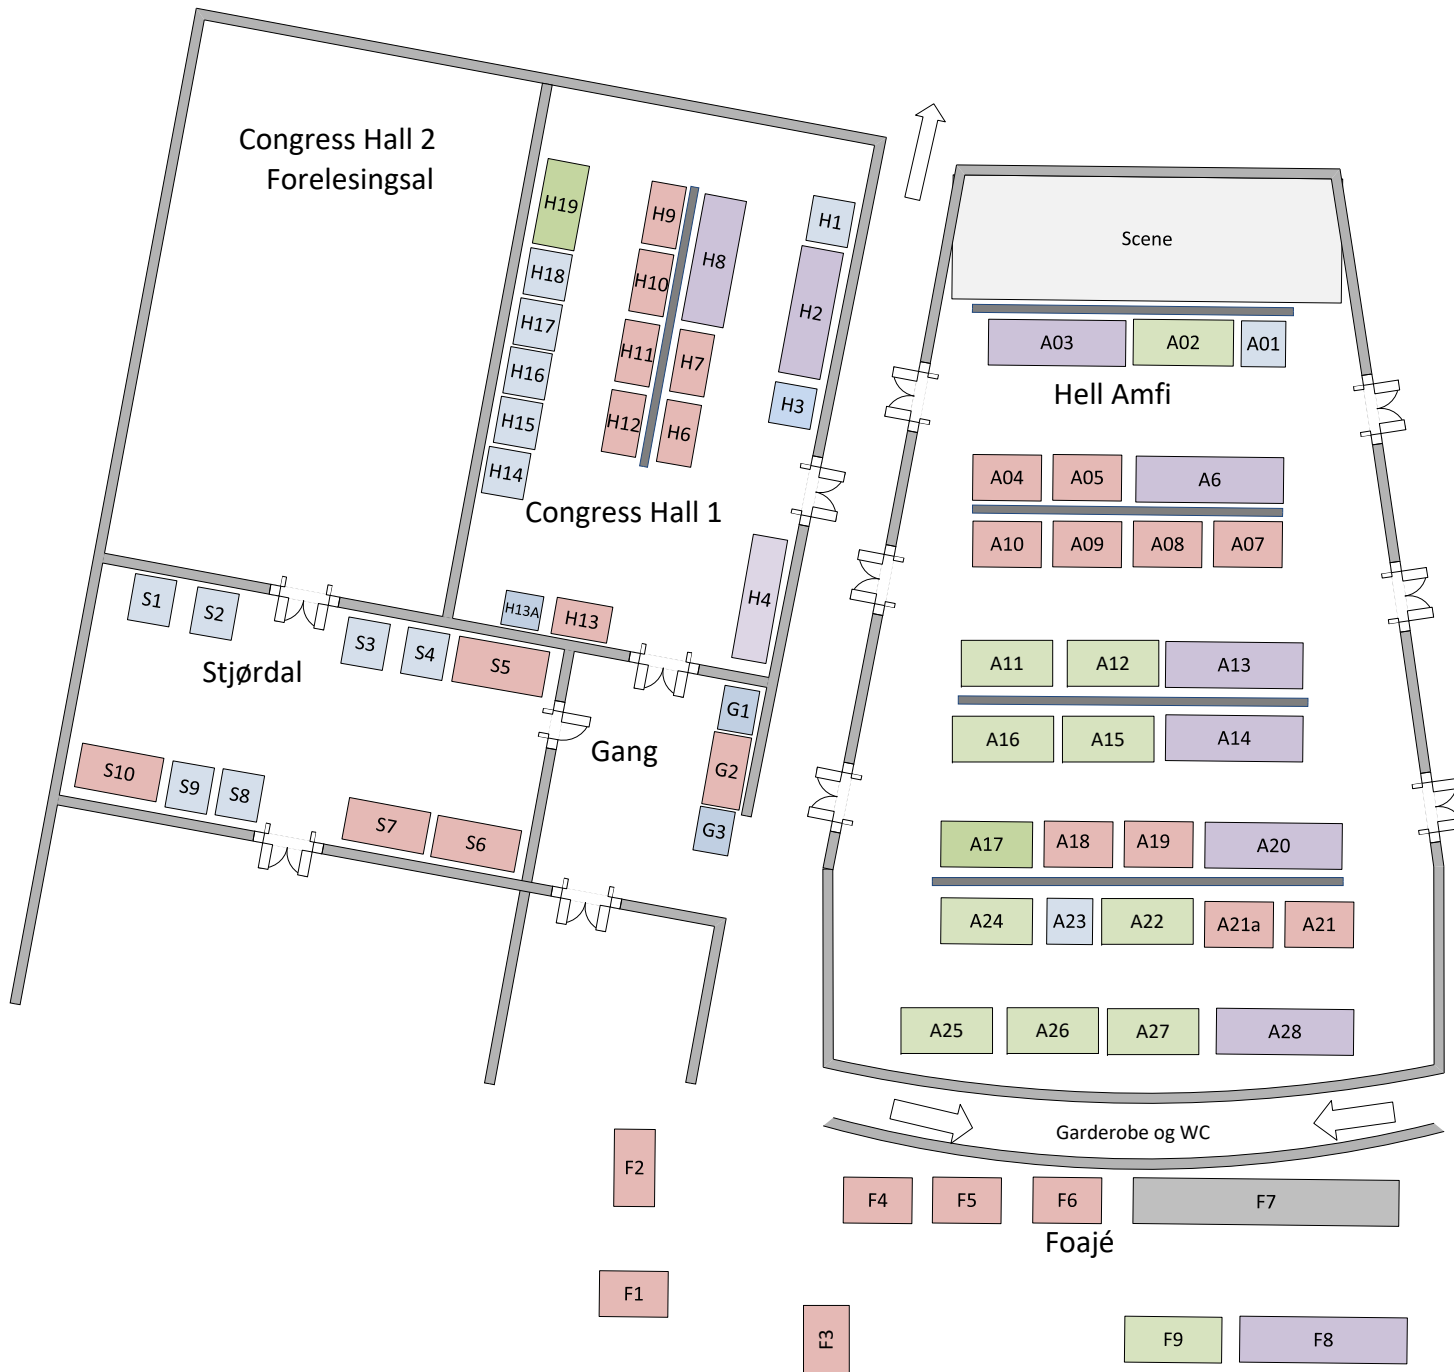 Congress Hall 2
Forelesingsal
H19
H18
H17
H16
H15
H14
H9
H10
H11
H12
H8
H7
H6
H1
H2
H3
Congress Hall 1
H4
H13A
H13
S1
S2
S3
S4
S5
Stjørdal
S10
S9
S8
S7
S6
Gang
G1
G2
G3
Scene
A03
A02
A01
Hell Amfi
A04
A05
A6
A10
A09
A08
A07
A11
A12
A13
A16
A15
A14
A17
A18
A19
A20
A24
A23
A22
A21a
A21
A25
A26
A27
A28
Garderobe og WC
F2
F4
F5
F6
F7
Foajé
F1
F3
F9
F8